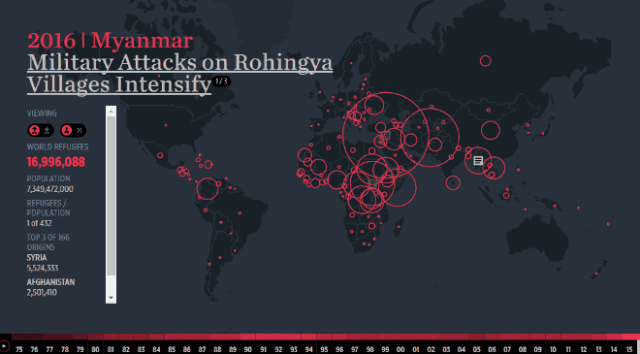 2016 | Myanmar
Military Attacks on Rohingya
Villages Intensify 1/3
VIEWING
WORLD REFUGEES
16,996,088
POPULATION
7,349,472,000
REFUGEES /
POPULATION
1 of 432
TOP 3 OF 166
ORIGINS
SYRIA
5,524,333
AFGHANISTAN
2,501,410
75 76 77 78 79 80 81 82 83 84 85 86 87 88 89 90 91 92 93 94 95 96 97 98 99 00 01 02 03 04 05 06 07 08 09 10 11 12 13 14 15